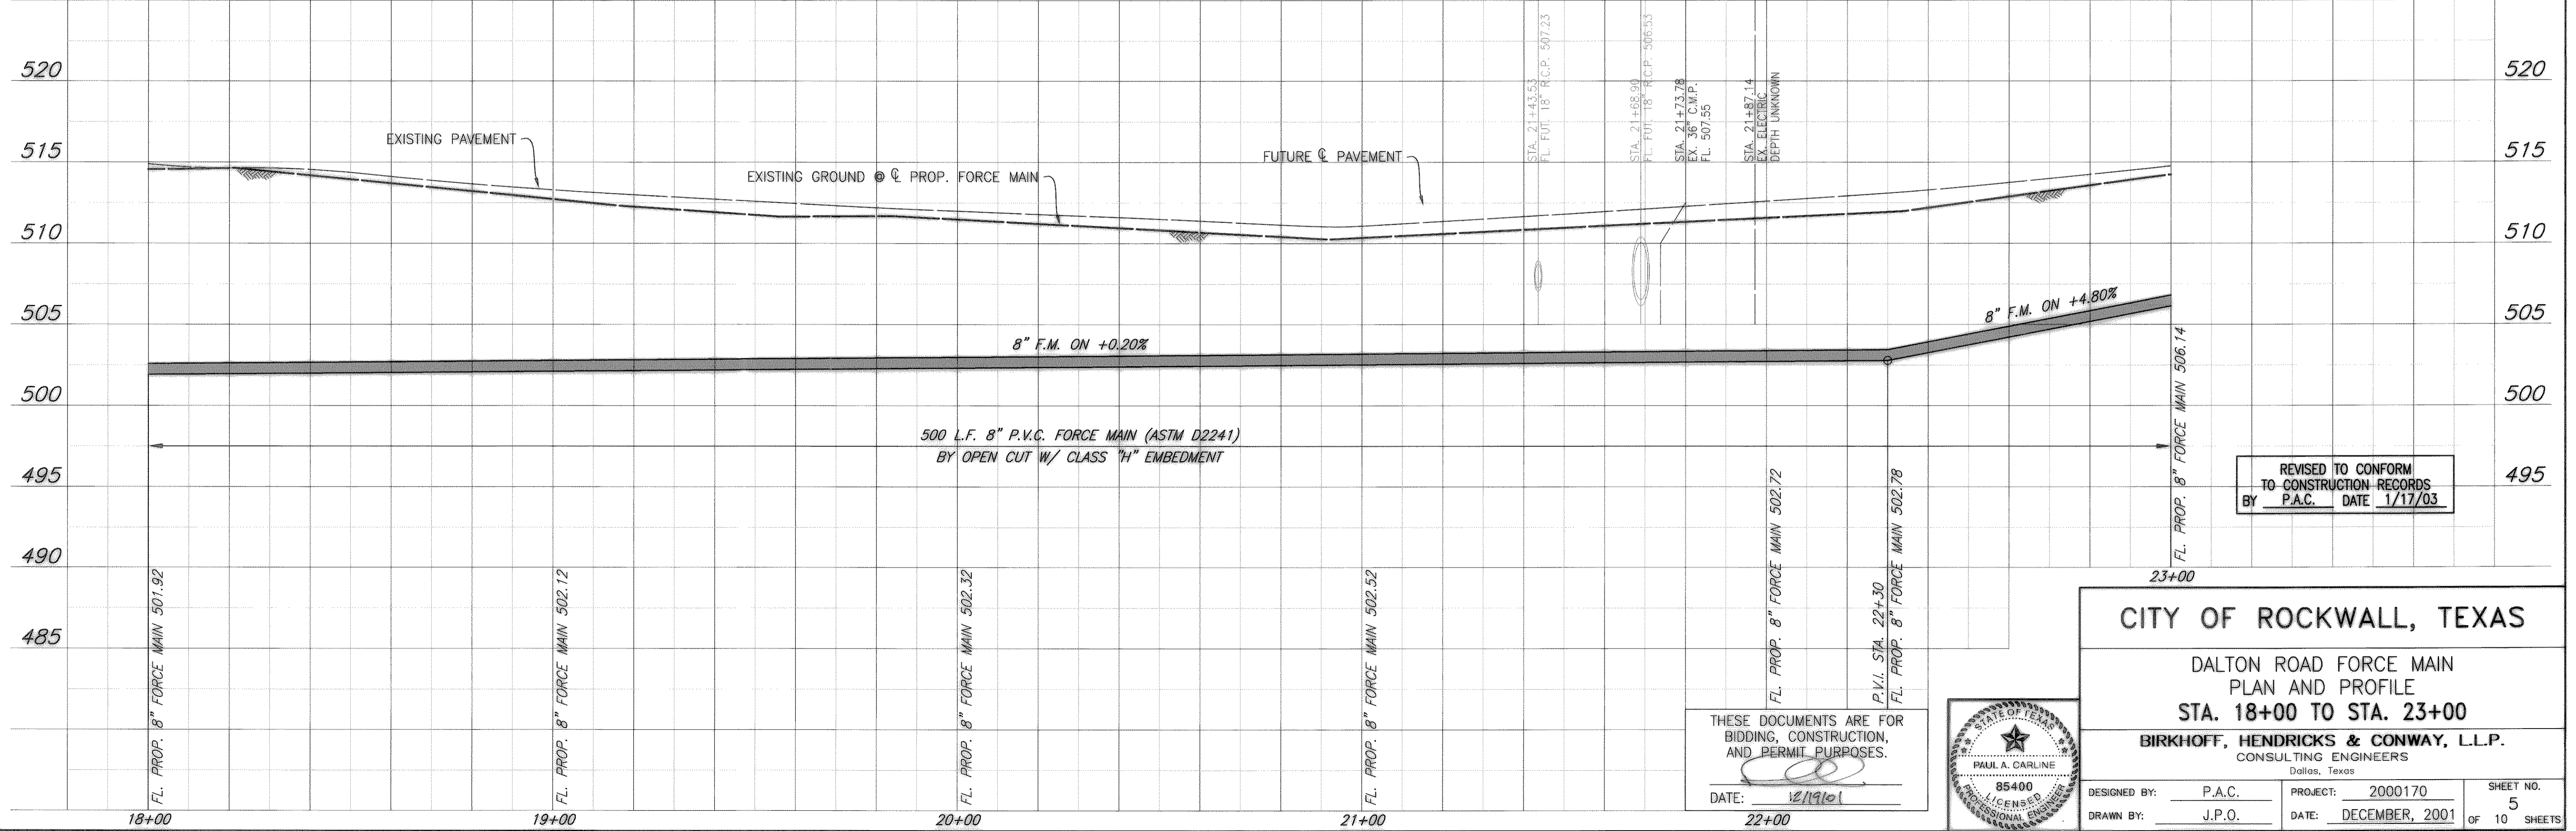 520
515
510
505
500
495
490
485
520
515
510
505
500
495
EXISTING PAVEMENT
EXISTING GROUND @ ℄ PROP. FORCE MAIN
FUTURE ℄ PAVEMENT
STA. 21+43.53
FL. FUT. 18" R.C.P. 507.23
STA. 21+68.90
FL. FUT. 18" R.C.P. 506.53
STA. 21+73.78
EX. 36" C.M.P.
FL. 507.55
STA. 21+87.14
EX. ELECTRIC
DEPTH UNKNOWN
8" F.M. ON +0.20%
8" F.M. ON +4.80%
500 L.F. 8" P.V.C. FORCE MAIN (ASTM D2241)
BY OPEN CUT W/ CLASS "H" EMBEDMENT
FL. PROP. 8" FORCE MAIN 501.92
FL. PROP. 8" FORCE MAIN 502.12
FL. PROP. 8" FORCE MAIN 502.32
FL. PROP. 8" FORCE MAIN 502.52
FL. PROP. 8" FORCE MAIN 502.72
P.V.I. STA. 22+30
FL. PROP. 8" FORCE MAIN 502.78
FL. PROP. 8" FORCE MAIN 506.14
18+00
19+00
20+00
21+00
22+00
23+00
REVISED TO CONFORM
TO CONSTRUCTION RECORDS
BY P.A.C. DATE 1/17/03
THESE DOCUMENTS ARE FOR
BIDDING, CONSTRUCTION,
AND PERMIT PURPOSES.
DATE: 12/19/01
STATE OF TEXAS
PAUL A. CARLINE
85400
LICENSED
PROFESSIONAL ENGINEER
CITY OF ROCKWALL, TEXAS
DALTON ROAD FORCE MAIN
PLAN AND PROFILE
STA. 18+00 TO STA. 23+00
BIRKHOFF, HENDRICKS & CONWAY, L.L.P.
CONSULTING ENGINEERS
Dallas, Texas
DESIGNED BY: P.A.C.
DRAWN BY: J.P.O.
PROJECT: 2000170
DATE: DECEMBER, 2001
SHEET NO.
5
OF 10 SHEETS